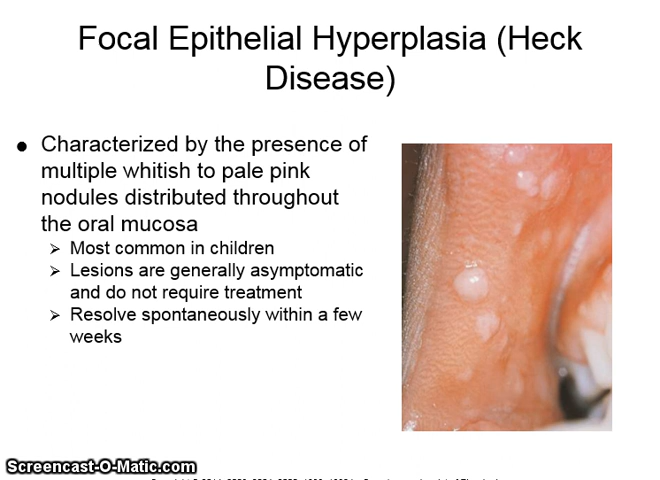 Focal Epithelial Hyperplasia (Heck
Disease)
● Characterized by the presence of
multiple whitish to pale pink
nodules distributed throughout
the oral mucosa
➢ Most common in children
➢ Lesions are generally asymptomatic
and do not require treatment
➢ Resolve spontaneously within a few
weeks
Screencast-O-Matic.com